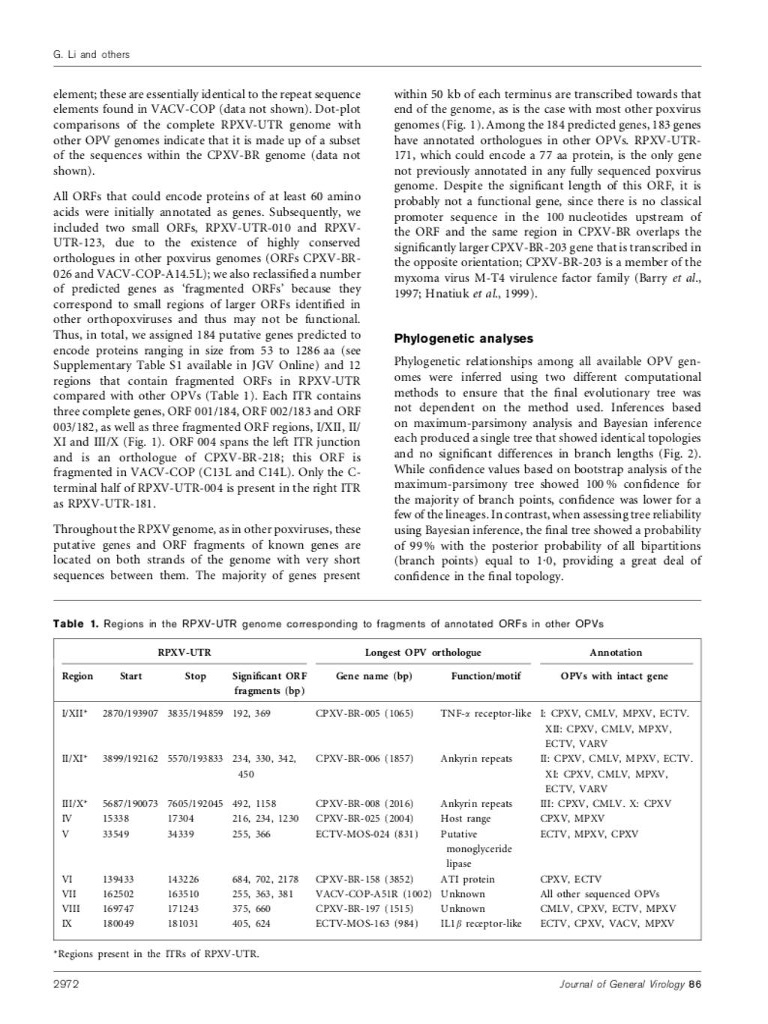 G. Li and others
element; these are essentially identical to the repeat sequence
elements found in VACV-COP (data not shown). Dot-plot
comparisons of the complete RPXV-UTR genome with
other OPV genomes indicate that it is made up of a subset
of the sequences within the CPXV-BR genome (data not
shown).
All ORFs that could encode proteins of at least 60 amino
acids were initially annotated as genes. Subsequently, we
included two small ORFs, RPXV-UTR-010 and RPXV-
UTR-123, due to the existence of highly conserved
orthologues in other poxvirus genomes (ORFs CPXV-BR-
026 and VACV-COP-A14.5L); we also reclassified a number
of predicted genes as ‘fragmented ORFs’ because they
correspond to small regions of larger ORFs identified in
other orthopoxviruses and thus may not be functional.
Thus, in total, we assigned 184 putative genes predicted to
encode proteins ranging in size from 53 to 1286 aa (see
Supplementary Table S1 available in JGV Online) and 12
regions that contain fragmented ORFs in RPXV-UTR
compared with other OPVs (Table 1). Each ITR contains
three complete genes, ORF 001/184, ORF 002/183 and ORF
003/182, as well as three fragmented ORF regions, I/XII, II/
XI and III/X (Fig. 1). ORF 004 spans the left ITR junction
and is an orthologue of CPXV-BR-218; this ORF is
fragmented in VACV-COP (C13L and C14L). Only the C-
terminal half of RPXV-UTR-004 is present in the right ITR
as RPXV-UTR-181.
Throughout the RPXV genome, as in other poxviruses, these
putative genes and ORF fragments of known genes are
located on both strands of the genome with very short
sequences between them. The majority of genes present
within 50 kb of each terminus are transcribed towards that
end of the genome, as is the case with most other poxvirus
genomes (Fig. 1). Among the 184 predicted genes, 183 genes
have annotated orthologues in other OPVs. RPXV-UTR-
171, which could encode a 77 aa protein, is the only gene
not previously annotated in any fully sequenced poxvirus
genome. Despite the significant length of this ORF, it is
probably not a functional gene, since there is no classical
promoter sequence in the 100 nucleotides upstream of
the ORF and the same region in CPXV-BR overlaps the
significantly larger CPXV-BR-203 gene that is transcribed in
the opposite orientation; CPXV-BR-203 is a member of the
myxoma virus M-T4 virulence factor family (Barry et al.,
1997; Hnatiuk et al., 1999).
Phylogenetic analyses
Phylogenetic relationships among all available OPV gen-
omes were inferred using two different computational
methods to ensure that the final evolutionary tree was
not dependent on the method used. Inferences based
on maximum-parsimony analysis and Bayesian inference
each produced a single tree that showed identical topologies
and no significant differences in branch lengths (Fig. 2).
While confidence values based on bootstrap analysis of the
maximum-parsimony tree showed 100 % confidence for
the majority of branch points, confidence was lower for a
few of the lineages. In contrast, when assessing tree reliability
using Bayesian inference, the final tree showed a probability
of 99 % with the posterior probability of all bipartitions
(branch points) equal to 1·0, providing a great deal of
confidence in the final topology.
Table 1. Regions in the RPXV-UTR genome corresponding to fragments of annotated ORFs in other OPVs
RPXV-UTR Longest OPV orthologue Annotation
Region Start Stop Significant ORF Gene name (bp) Function/motif OPVs with intact gene
fragments (bp)
I/XII* 2870/193907 3835/194859 192, 369 CPXV-BR-005 (1065) TNF-α receptor-like I: CPXV, CMLV, MPXV, ECTV.
XII: CPXV, CMLV, MPXV,
ECTV, VARV
II/XI* 3899/192162 5570/193833 234, 330, 342, CPXV-BR-006 (1857) Ankyrin repeats II: CPXV, CMLV, MPXV, ECTV.
450 XI: CPXV, CMLV, MPXV,
ECTV, VARV
III/X* 5687/190073 7605/192045 492, 1158 CPXV-BR-008 (2016) Ankyrin repeats III: CPXV, CMLV. X: CPXV
IV 15338 17304 216, 234, 1230 CPXV-BR-025 (2004) Host range CPXV, MPXV
V 33549 34339 255, 366 ECTV-MOS-024 (831) Putative ECTV, MPXV, CPXV
monoglyceride
lipase
VI 139433 143226 684, 702, 2178 CPXV-BR-158 (3852) ATI protein CPXV, ECTV
VII 162502 163510 255, 363, 381 VACV-COP-A51R (1002) Unknown All other sequenced OPVs
VIII 169747 171243 375, 660 CPXV-BR-197 (1515) Unknown CMLV, CPXV, ECTV, MPXV
IX 180049 181031 405, 624 ECTV-MOS-163 (984) IL1β receptor-like ECTV, CPXV, VACV, MPXV
*Regions present in the ITRs of RPXV-UTR.
2972 Journal of General Virology 86